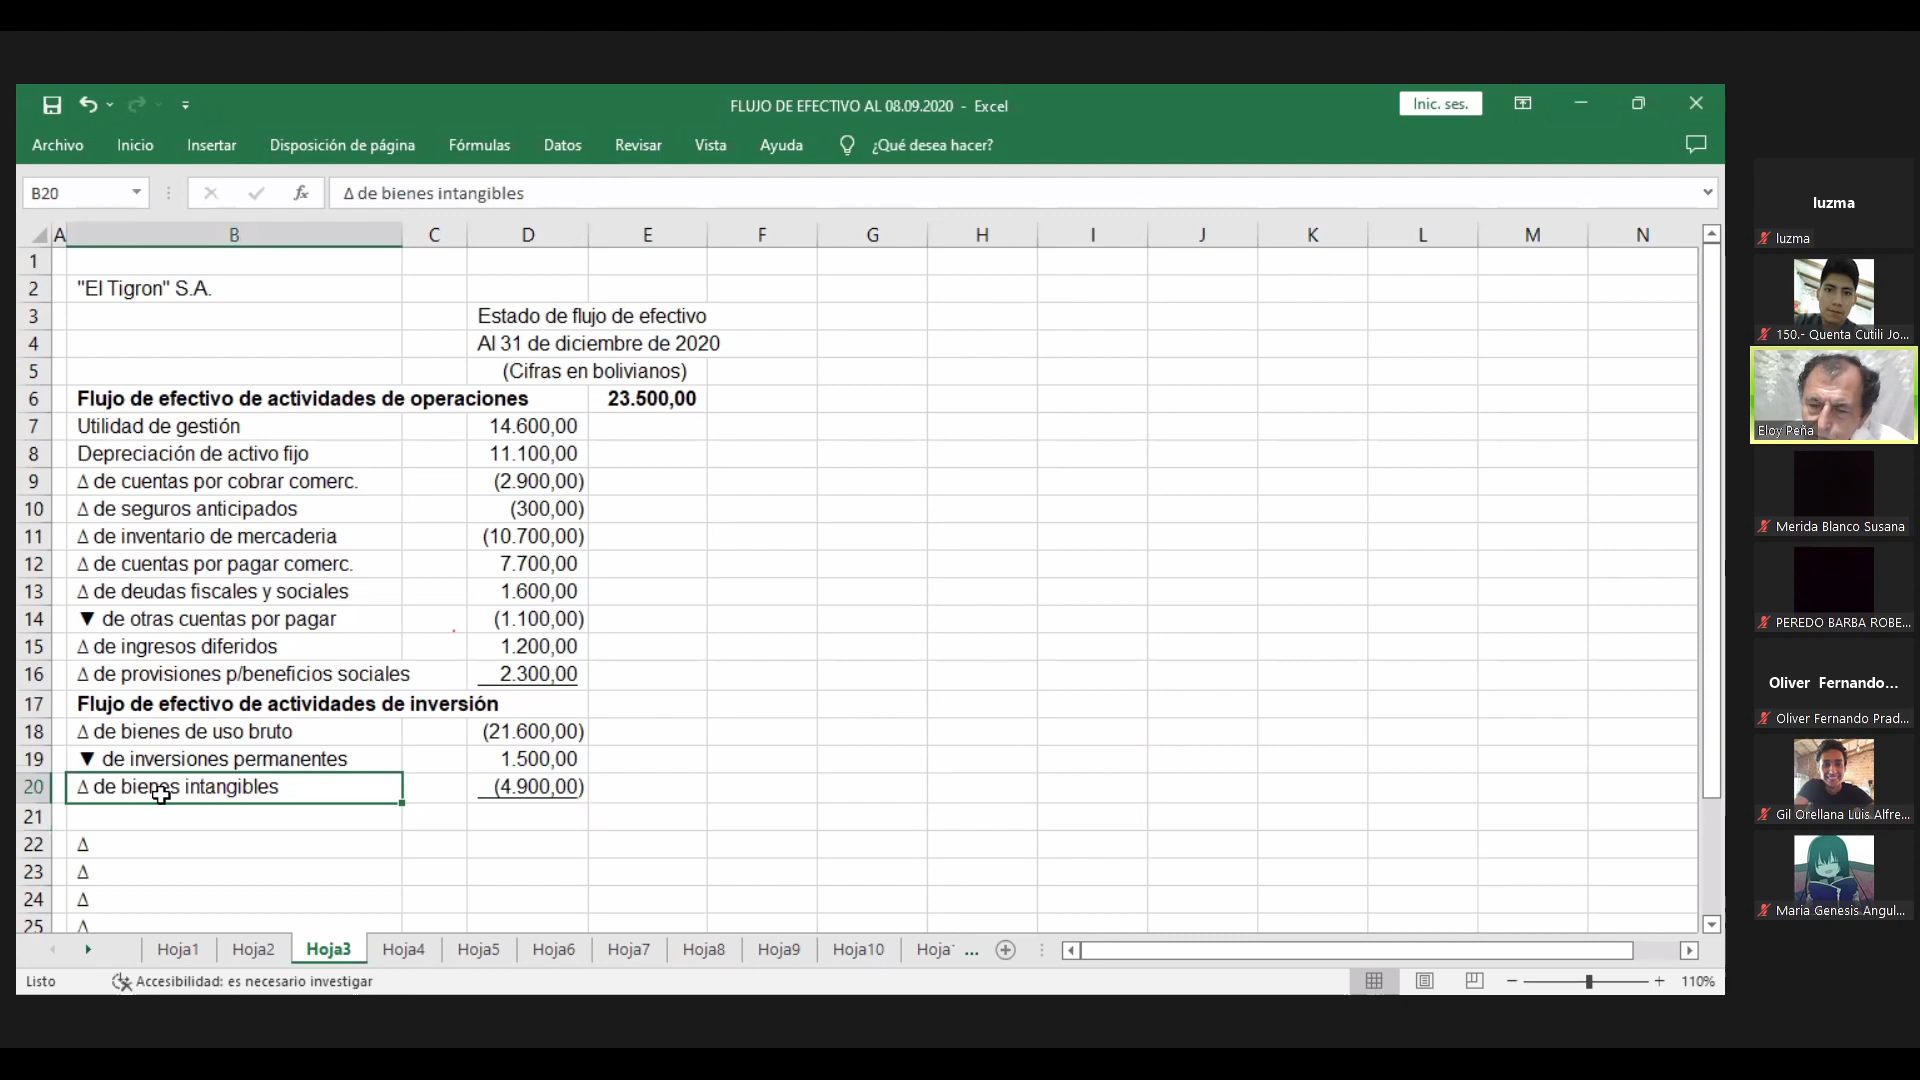 FLUJO DE EFECTIVO AL 08.09.2020 - Excel
Inic. ses.
Archivo Inicio Insertar Disposición de página Fórmulas Datos Revisar Vista Ayuda ¿Qué desea hacer?
B20 fx Δ de bienes intangibles
A B C D E F G H I J K L M N
1
2 "El Tigron" S.A.
3 Estado de flujo de efectivo
4 Al 31 de diciembre de 2020
5 (Cifras en bolivianos)
6 Flujo de efectivo de actividades de operaciones 23.500,00
7 Utilidad de gestión 14.600,00
8 Depreciación de activo fijo 11.100,00
9 Δ de cuentas por cobrar comerc. (2.900,00)
10 Δ de seguros anticipados (300,00)
11 Δ de inventario de mercaderia (10.700,00)
12 Δ de cuentas por pagar comerc. 7.700,00
13 Δ de deudas fiscales y sociales 1.600,00
14 ▼ de otras cuentas por pagar (1.100,00)
15 Δ de ingresos diferidos 1.200,00
16 Δ de provisiones p/beneficios sociales 2.300,00
17 Flujo de efectivo de actividades de inversión
18 Δ de bienes de uso bruto (21.600,00)
19 ▼ de inversiones permanentes 1.500,00
20 Δ de bienes intangibles (4.900,00)
21
22 Δ
23 Δ
24 Δ
25 Δ
Hoja1 Hoja2 Hoja3 Hoja4 Hoja5 Hoja6 Hoja7 Hoja8 Hoja9 Hoja10 Hoja ...
Listo Accesibilidad: es necesario investigar 110%
luzma
luzma
150.- Quenta Cutili Jo...
Eloy Peña
Merida Blanco Susana
PEREDO BARBA ROBE...
Oliver Fernando...
Oliver Fernando Prad...
Gil Orellana Luis Alfre...
Maria Genesis Angul...